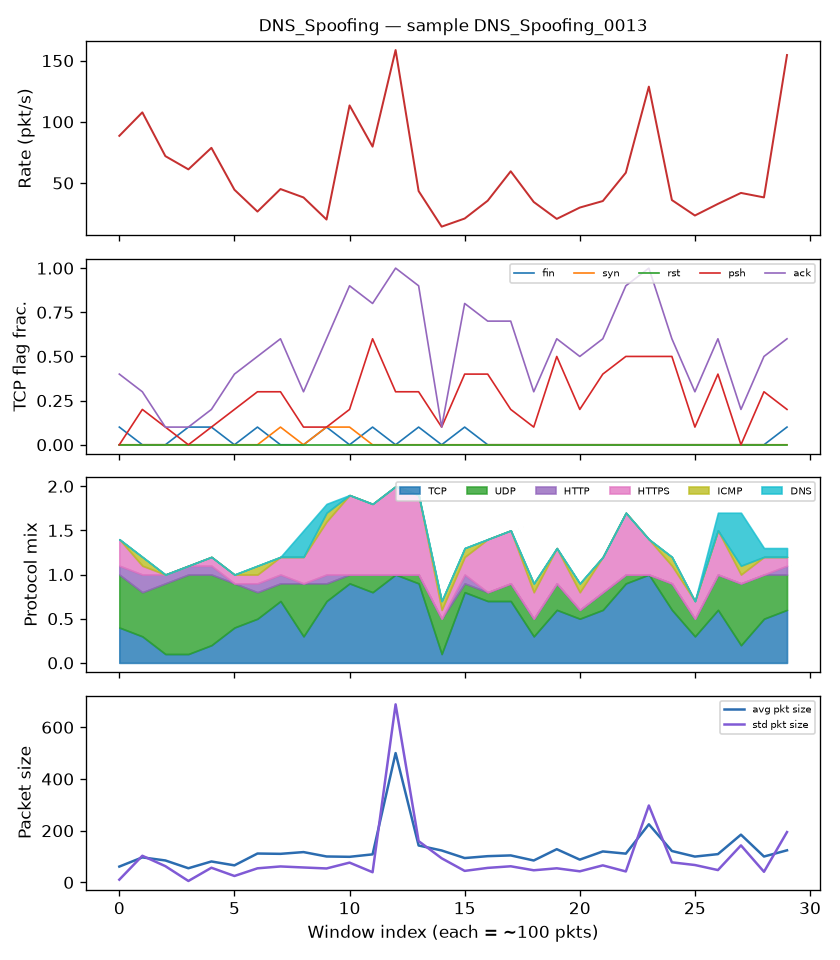 DNS_Spoofing — sample DNS_Spoofing_0013
150
100
50
Rate (pkt/s)
fin syn rst psh ack
1.00
0.75
0.50
0.25
0.00
TCP flag frac.
TCP UDP HTTP HTTPS ICMP DNS
2.0
1.5
1.0
0.5
0.0
Protocol mix
avg pkt size
std pkt size
600
400
200
0
Packet size
0 5 10 15 20 25 30
Window index (each = ~100 pkts)